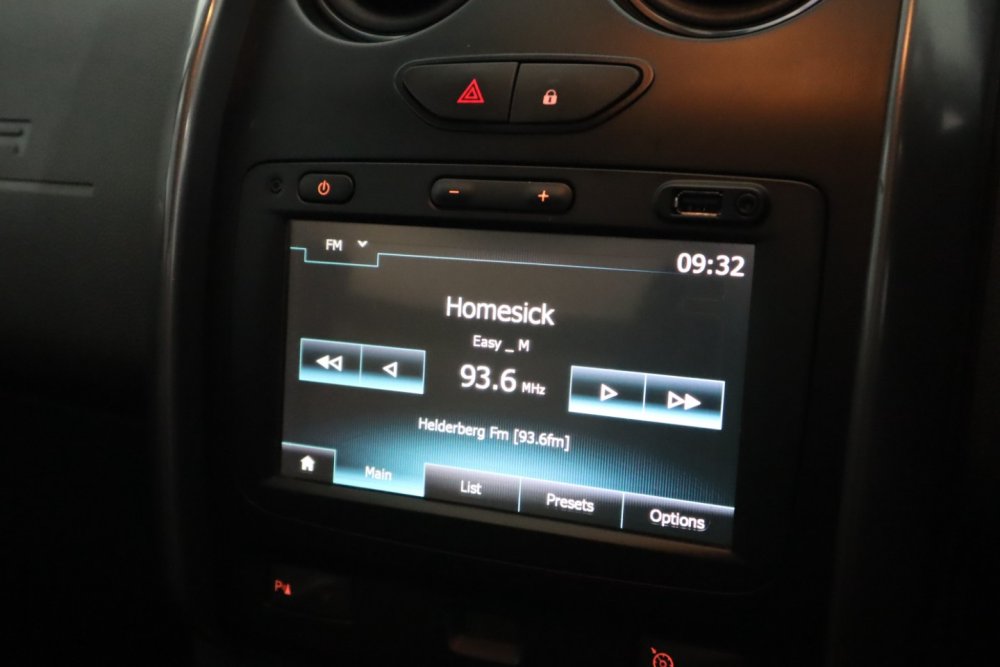 FM
09:32
Homesick
Easy _ M
93.6 MHz
Helderberg Fm [93.6fm]
Main
List
Presets
Options
P